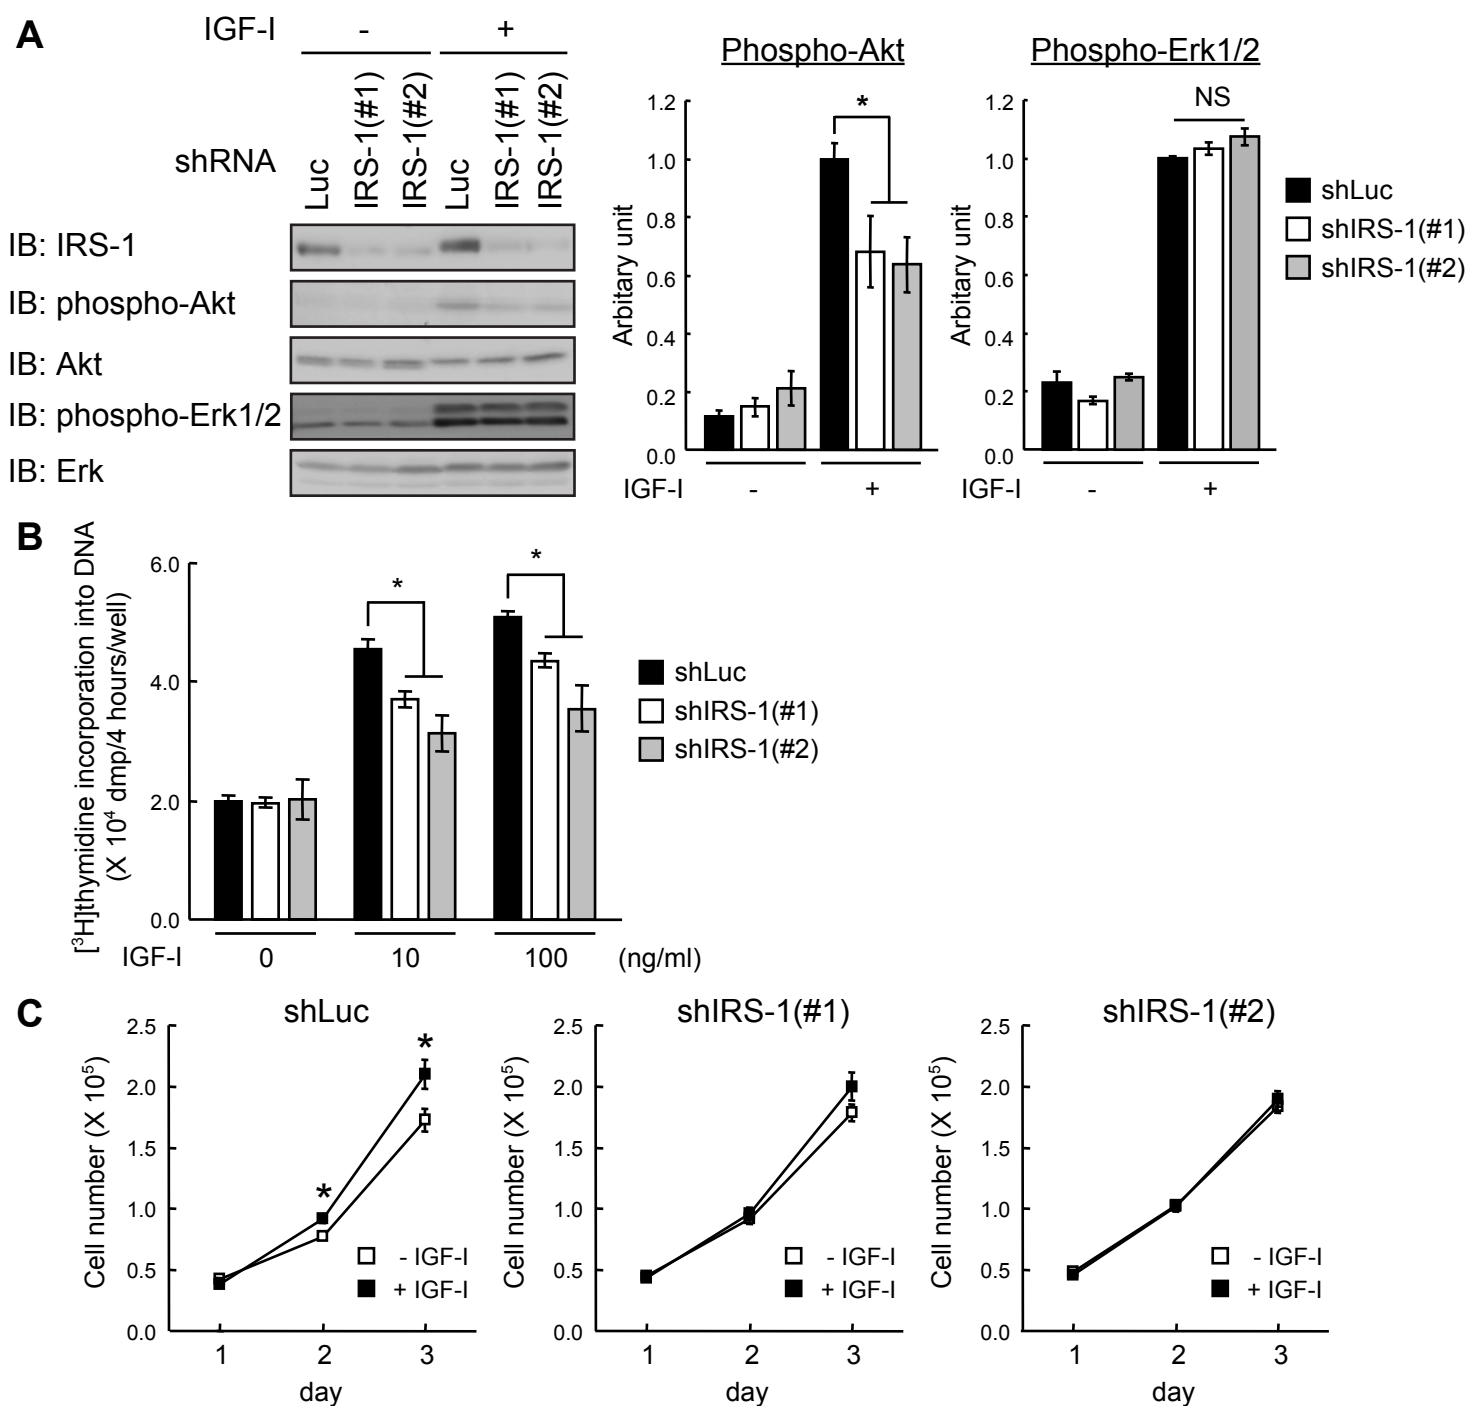 A
IGF-I - +
shRNA
Luc IRS-1(#1) IRS-1(#2) Luc IRS-1(#1) IRS-1(#2)
IB: IRS-1
IB: phospho-Akt
IB: Akt
IB: phospho-Erk1/2
IB: Erk
Phospho-Akt
Arbitary unit
1.2
1.0
0.8
0.6
0.4
0.2
0.0
*
IGF-I - +
Phospho-Erk1/2
Arbitary unit
1.2
1.0
0.8
0.6
0.4
0.2
0.0
NS
IGF-I - +
shLuc
shIRS-1(#1)
shIRS-1(#2)
B
[³H]thymidine incorporation into DNA
(X 10⁴ dmp/4 hours/well)
6.0
4.0
2.0
0.0
*
*
IGF-I 0 10 100 (ng/ml)
shLuc
shIRS-1(#1)
shIRS-1(#2)
C
shLuc
Cell number (X 10⁵)
2.5
2.0
1.5
1.0
0.5
0.0
*
*
- IGF-I
+ IGF-I
1 2 3
day
shIRS-1(#1)
Cell number (X 10⁵)
2.5
2.0
1.5
1.0
0.5
0.0
- IGF-I
+ IGF-I
1 2 3
day
shIRS-1(#2)
Cell number (X 10⁵)
2.5
2.0
1.5
1.0
0.5
0.0
- IGF-I
+ IGF-I
1 2 3
day